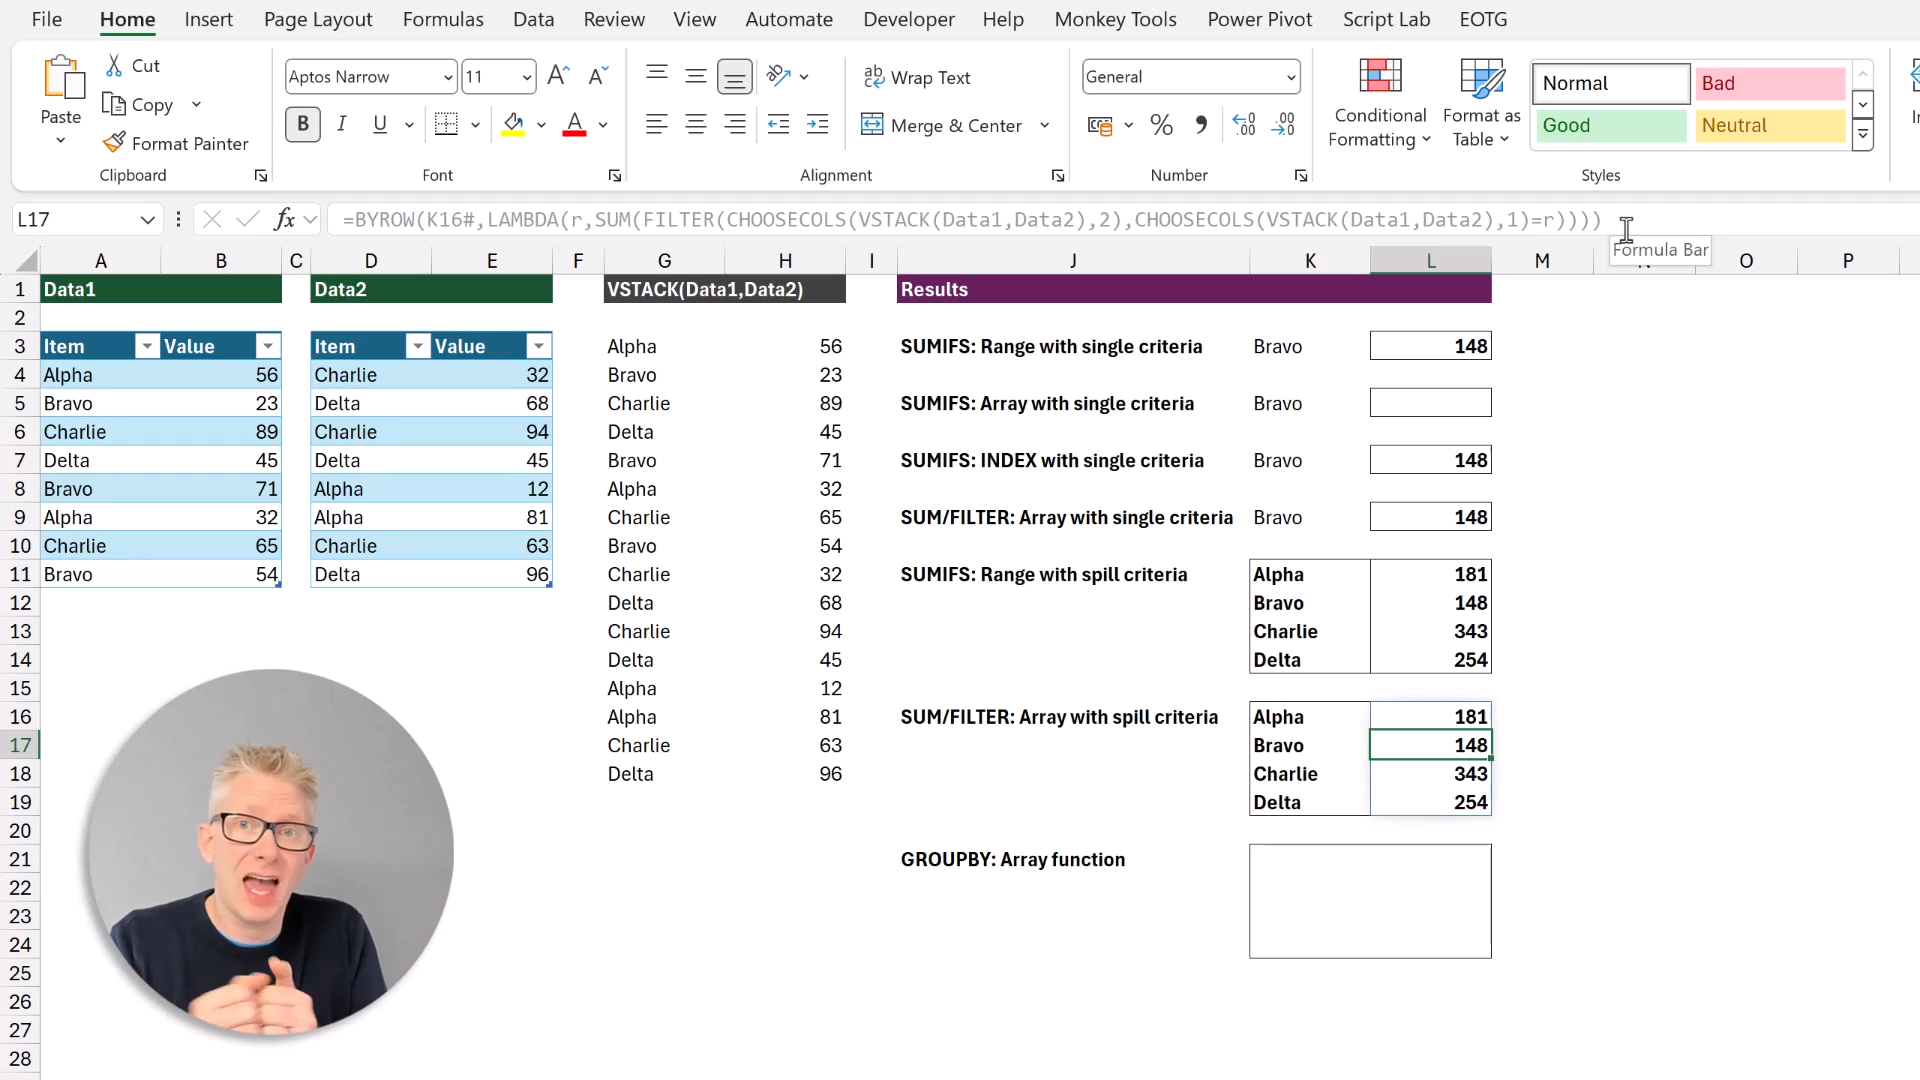 File Home Insert Page Layout Formulas Data Review View Automate Developer Help Monkey Tools Power Pivot Script Lab EOTG
Paste
Cut
Copy
Format Painter
Clipboard
Aptos Narrow 11
B I U
Font
Wrap Text
Merge & Center
Alignment
General
Number
Conditional Formatting
Format as Table
Normal Bad
Good Neutral
Styles
L17 fx =BYROW(K16#,LAMBDA(r,SUM(FILTER(CHOOSECOLS(VSTACK(Data1,Data2),2),CHOOSECOLS(VSTACK(Data1,Data2),1)=r))))
Formula Bar
A B C D E F G H I J K L M N O P
1 Data1 Data2 VSTACK(Data1,Data2) Results
2
3 Item Value Item Value Alpha 56 SUMIFS: Range with single criteria Bravo 148
4 Alpha 56 Charlie 32 Bravo 23
5 Bravo 23 Delta 68 Charlie 89 SUMIFS: Array with single criteria Bravo
6 Charlie 89 Charlie 94 Delta 45
7 Delta 45 Delta 45 Bravo 71 SUMIFS: INDEX with single criteria Bravo 148
8 Bravo 71 Alpha 12 Alpha 32
9 Alpha 32 Alpha 81 Charlie 65 SUM/FILTER: Array with single criteria Bravo 148
10 Charlie 65 Charlie 63 Bravo 54
11 Bravo 54 Delta 96 Charlie 32 SUMIFS: Range with spill criteria Alpha 181
12 Delta 68 Bravo 148
13 Charlie 94 Charlie 343
14 Delta 45 Delta 254
15 Alpha 12
16 Alpha 81 SUM/FILTER: Array with spill criteria Alpha 181
17 Charlie 63 Bravo 148
18 Delta 96 Charlie 343
19 Delta 254
20
21 GROUPBY: Array function
22
23
24
25
26
27
28